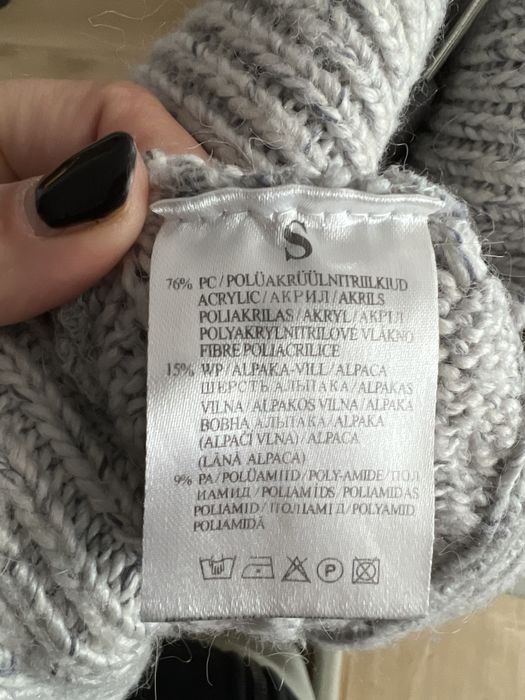 S
76% PC/POLÜAKRÜÜLNITRIILKIUD
ACRYLIC/АКРИЛ/AKRILS
POLIAKRILAS/AKRYL/АКРІЛ
POLYAKRYLNITRILOVE VLÁKNO
FIBRE POLIACRILICE
15% WP/ALPAKA-VILL/ALPACA
ШЕРСТЬ АЛЬПАКА/ALPAKAS
VILNA/ALPAKOS VILNA/ALPAKA
ВОВНА АЛЬПАКА/ALPAKA
(ALPAČÍ VLNA)/ALPACA
(LÂNĂ ALPACA)
9% PA/POLÜAMIID/POLY-AMIDE/ПОЛ
ИАМИД/POLIAMĪDS/POLIAMIDAS
POLIAMID/ПОЛІАМІД/POLYAMID
POLIAMIDĂ
P